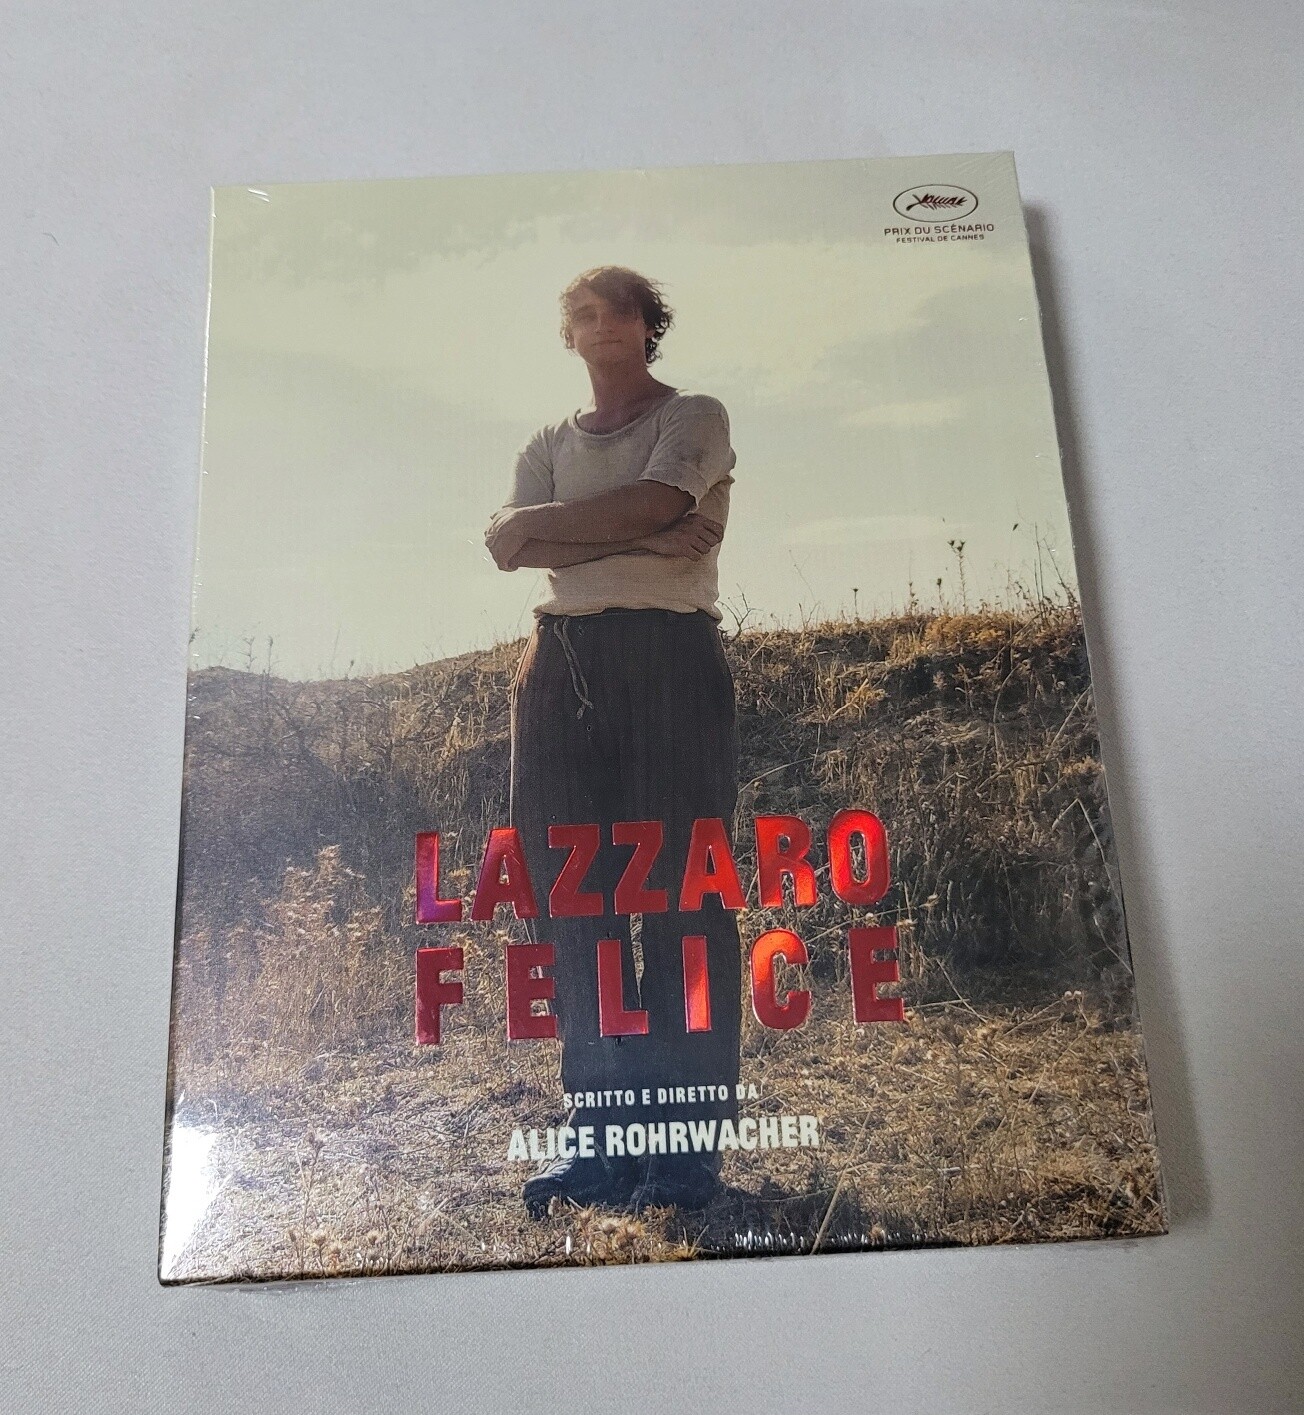 PRIX DU SCÉNARIO
FESTIVAL DE CANNES
LAZZARO
FELICE
SCRITTO E DIRETTO DA
ALICE ROHRWACHER